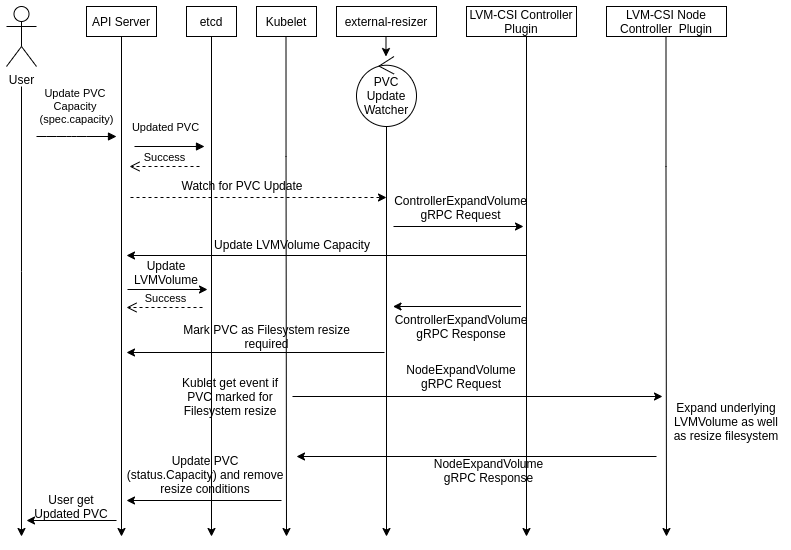 API Server
etcd
Kubelet
external-resizer
LVM-CSI Controller
Plugin
LVM-CSI Node
Controller  Plugin
User
PVC
Update
Watcher
Update PVC
Capacity
(spec.capacity)
Updated PVC
Success
Watch for PVC Update
ControllerExpandVolume
gRPC Request
Update LVMVolume Capacity
Update
LVMVolume
Success
ControllerExpandVolume
gRPC Response
Mark PVC as Filesystem resize
required
NodeExpandVolume
gRPC Request
Kublet get event if
PVC marked for
Filesystem resize
Expand underlying
LVMVolume as well
as resize filesystem
NodeExpandVolume
gRPC Response
Update PVC
(status.Capacity) and remove
resize conditions
User get
Updated PVC